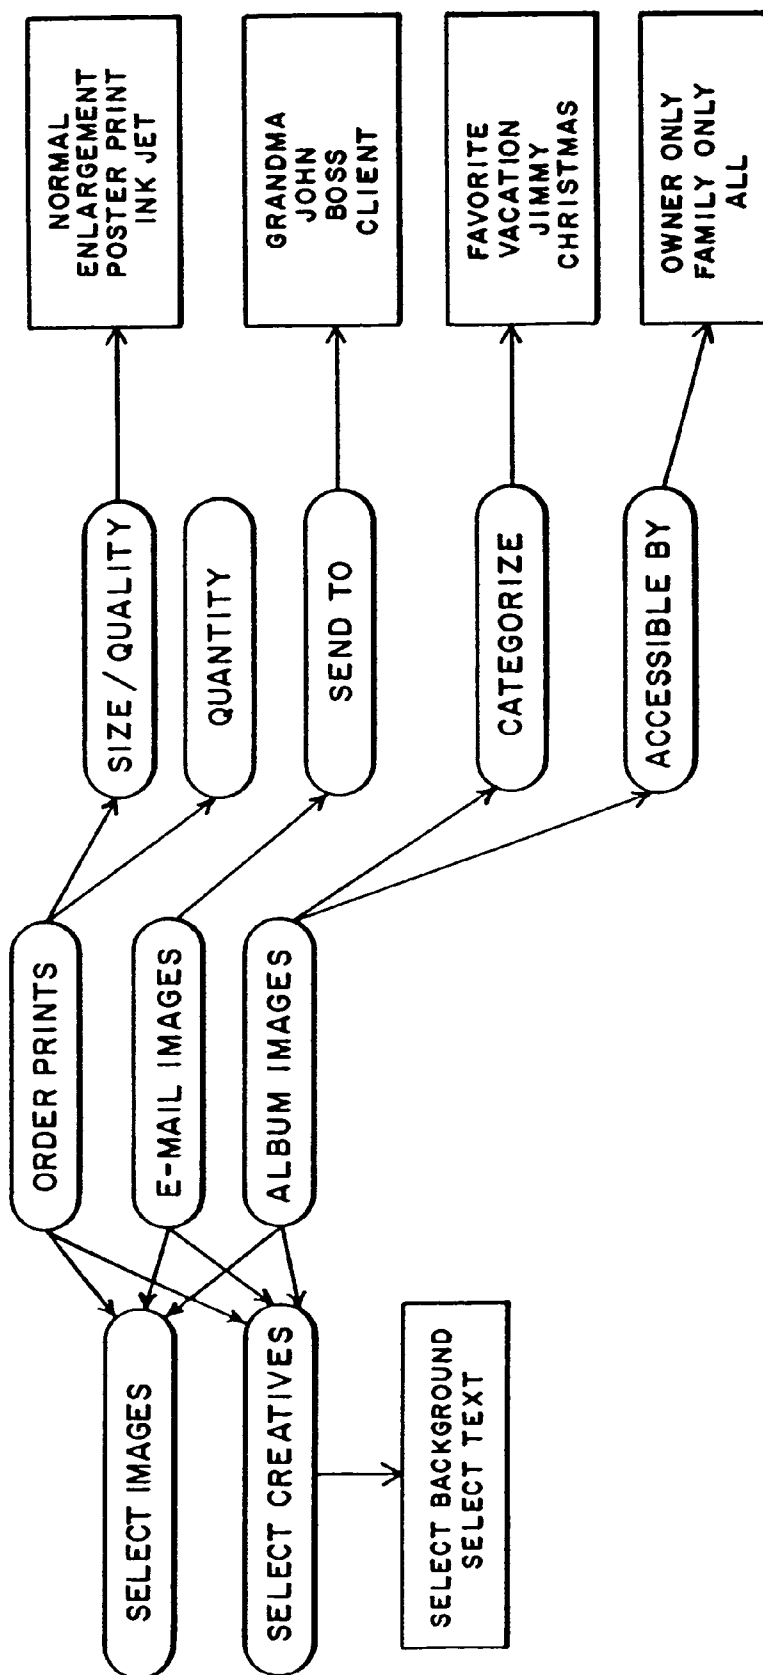 SELECT IMAGES
SELECT CREATIVES
SELECT BACKGROUND
SELECT TEXT
ORDER PRINTS
E-MAIL IMAGES
ALBUM IMAGES
SIZE / QUALITY
QUANTITY
SEND TO
CATEGORIZE
ACCESSIBLE BY
NORMAL
ENLARGEMENT
POSTER PRINT
INK JET
GRANDMA
JOHN
BOSS
CLIENT
FAVORITE
VACATION
JIMMY
CHRISTMAS
OWNER ONLY
FAMILY ONLY
ALL